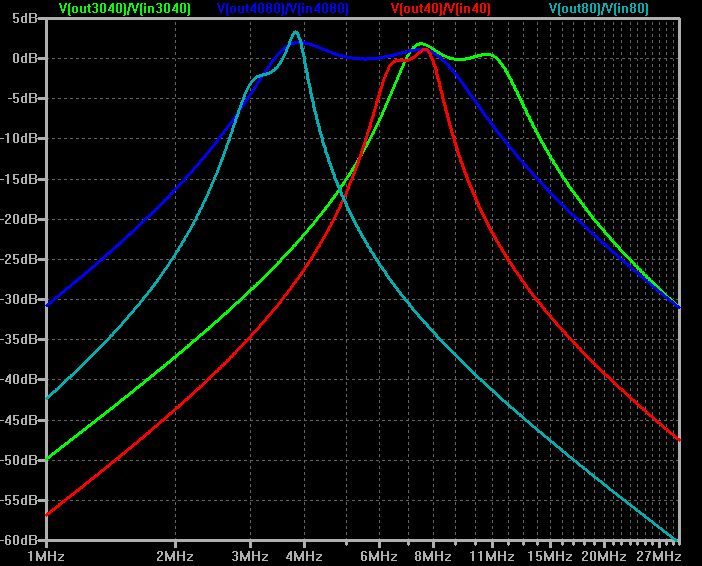 V(out3040)/V(in3040) V(out4080)/V(in4080) V(out40)/V(in40) V(out80)/V(in80)
5dB
0dB
-5dB
-10dB
-15dB
-20dB
-25dB
-30dB
-35dB
-40dB
-45dB
-50dB
-55dB
-60dB
1MHz 2MHz 3MHz 4MHz 6MHz 8MHz 11MHz 15MHz 20MHz 27MHz